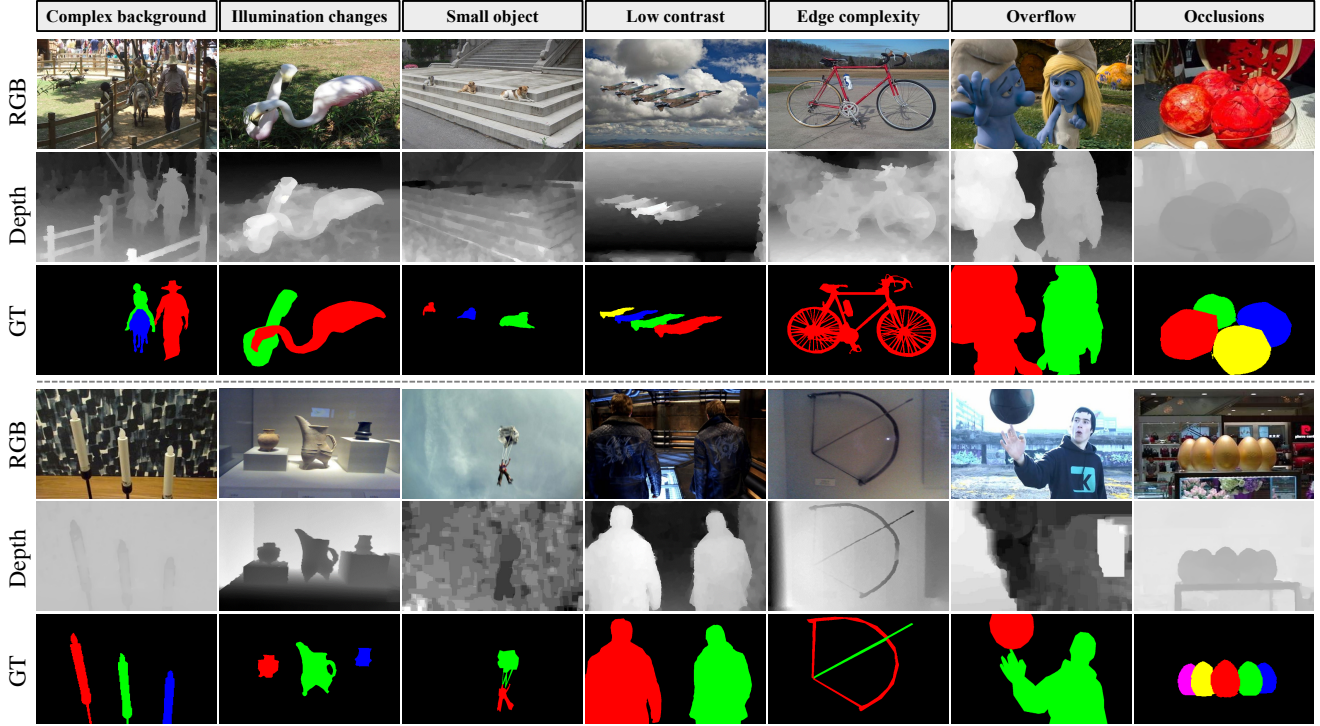 Complex background
Illumination changes
Small object
Low contrast
Edge complexity
Overflow
Occlusions
RGB
Depth
GT
RGB
Depth
GT